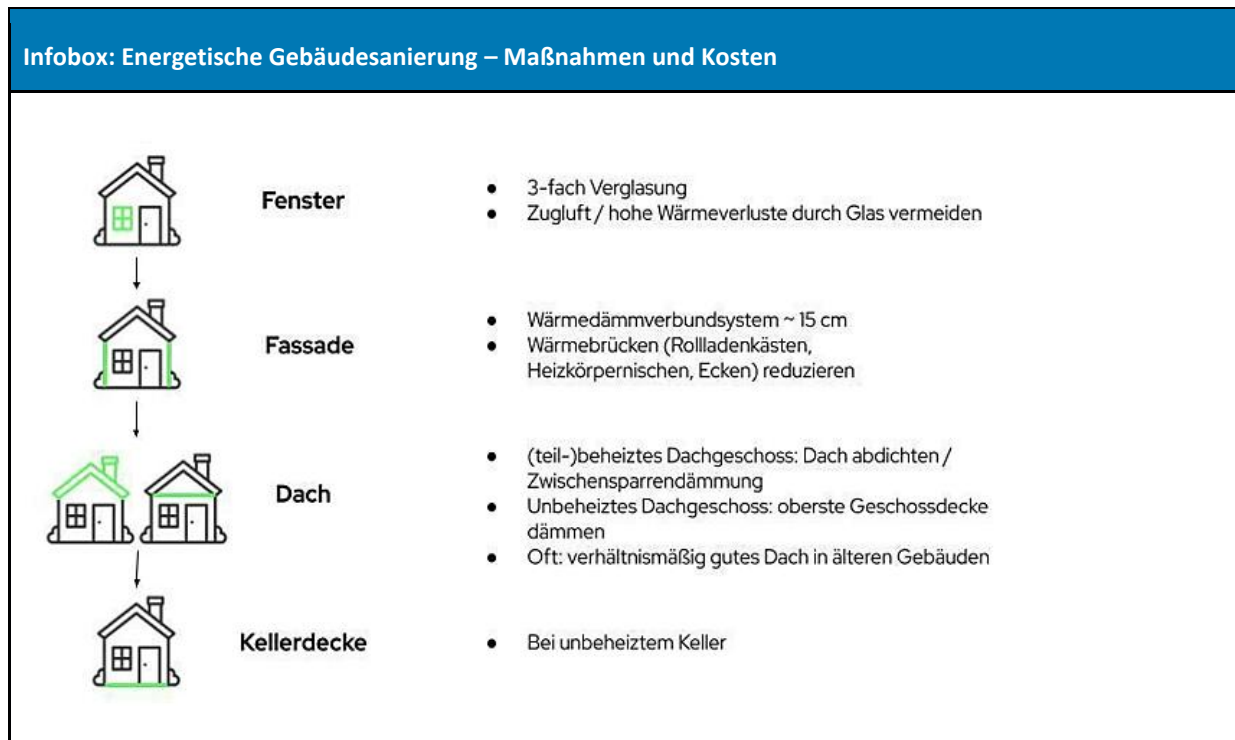 Infobox: Energetische Gebäudesanierung – Maßnahmen und Kosten
Fenster
● 3-fach Verglasung
● Zugluft / hohe Wärmeverluste durch Glas vermeiden
Fassade
● Wärmedämmverbundsystem ~ 15 cm
● Wärmebrücken (Rollladenkästen,
Heizkörpernischen, Ecken) reduzieren
Dach
● (teil-)beheiztes Dachgeschoss: Dach abdichten /
Zwischensparrendämmung
● Unbeheiztes Dachgeschoss: oberste Geschossdecke
dämmen
● Oft: verhältnismäßig gutes Dach in älteren Gebäuden
Kellerdecke
● Bei unbeheiztem Keller